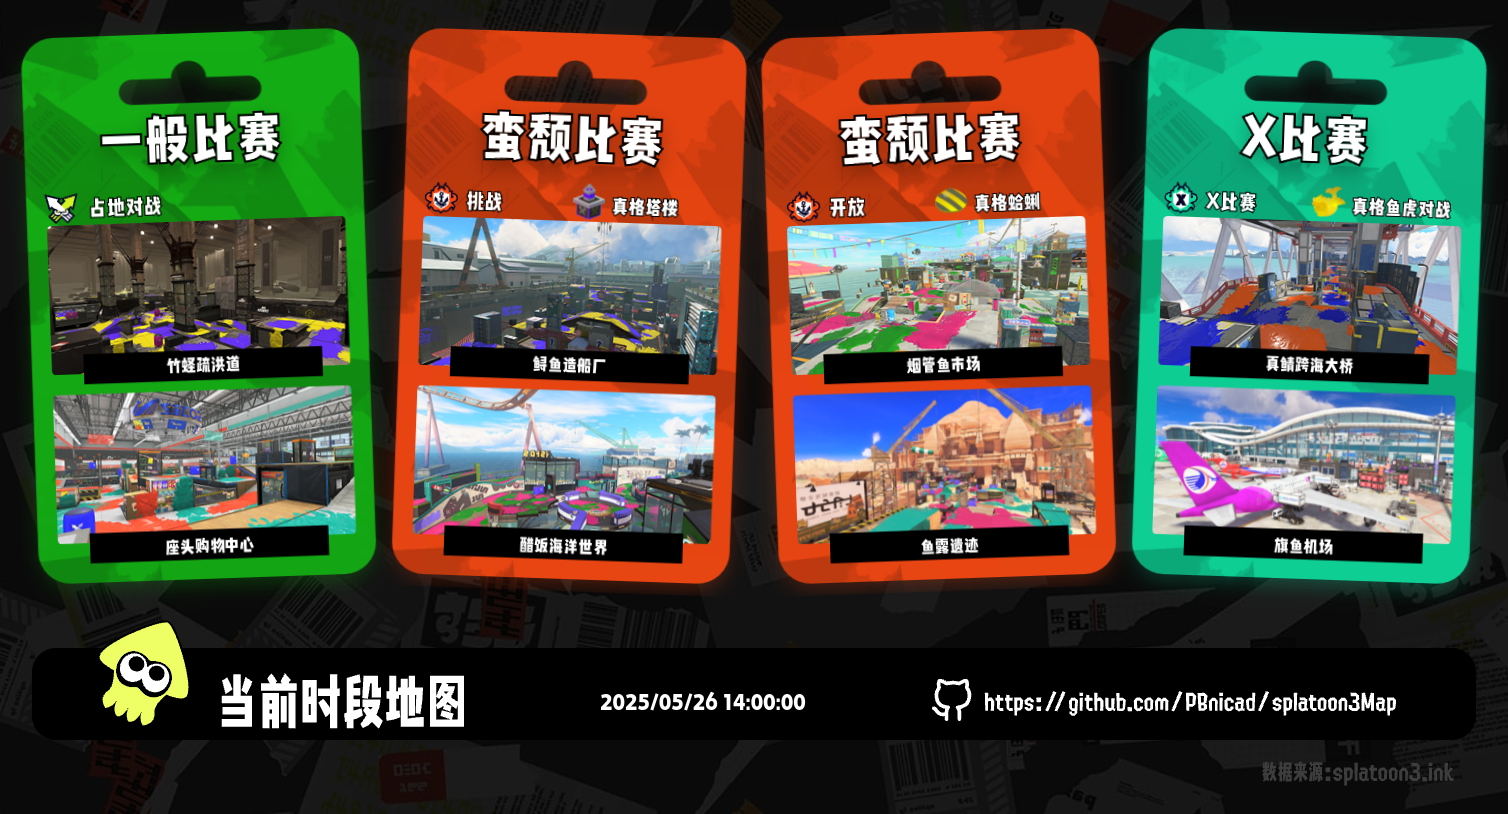 一般比赛
占地对战
竹蛏疏洪道
座头购物中心
蛮颓比赛
挑战
真格塔楼
鲟鱼造船厂
醋饭海洋世界
蛮颓比赛
开放
真格蛤蜊
烟管鱼市场
鱼露遗迹
X比赛
X比赛
真格鱼虎对战
真鲭跨海大桥
旗鱼机场
当前时段地图
2025/05/26 14:00:00
https://github.com/PBnicad/splatoon3Map
数据来源:splatoon3.ink